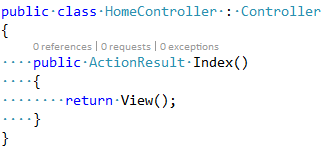 public class HomeController : Controller
{
0 references | 0 requests | 0 exceptions
    public ActionResult Index()
    {
        return View();
    }
}